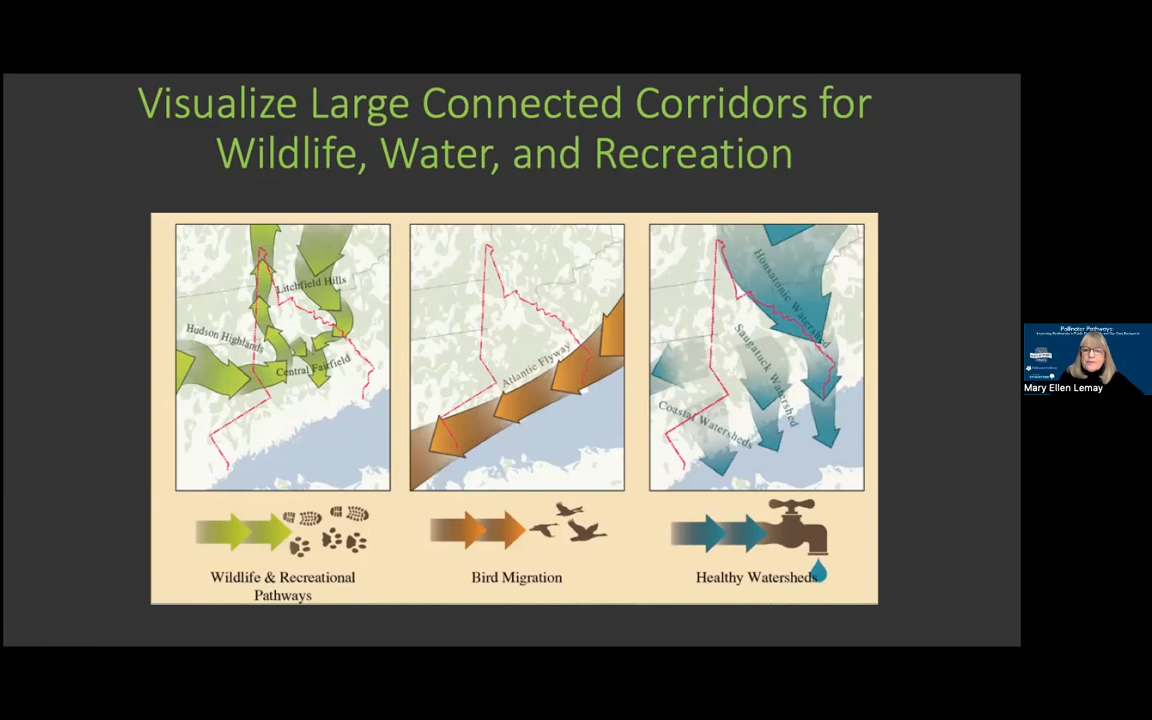 Visualize Large Connected Corridors for
Wildlife, Water, and Recreation
Litchfield Hills
Hudson Highlands
Central Fairfield
Atlantic Flyway
Housatonic Watershed
Saugatuck Watershed
Coastal Watersheds
Wildlife & Recreational
Pathways
Bird Migration
Healthy Watersheds
Pollinator Pathways:
Mary Ellen Lemay